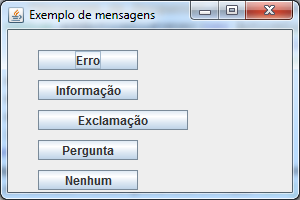 Exemplo de mensagens
Erro
Informação
Exclamação
Pergunta
Nenhum